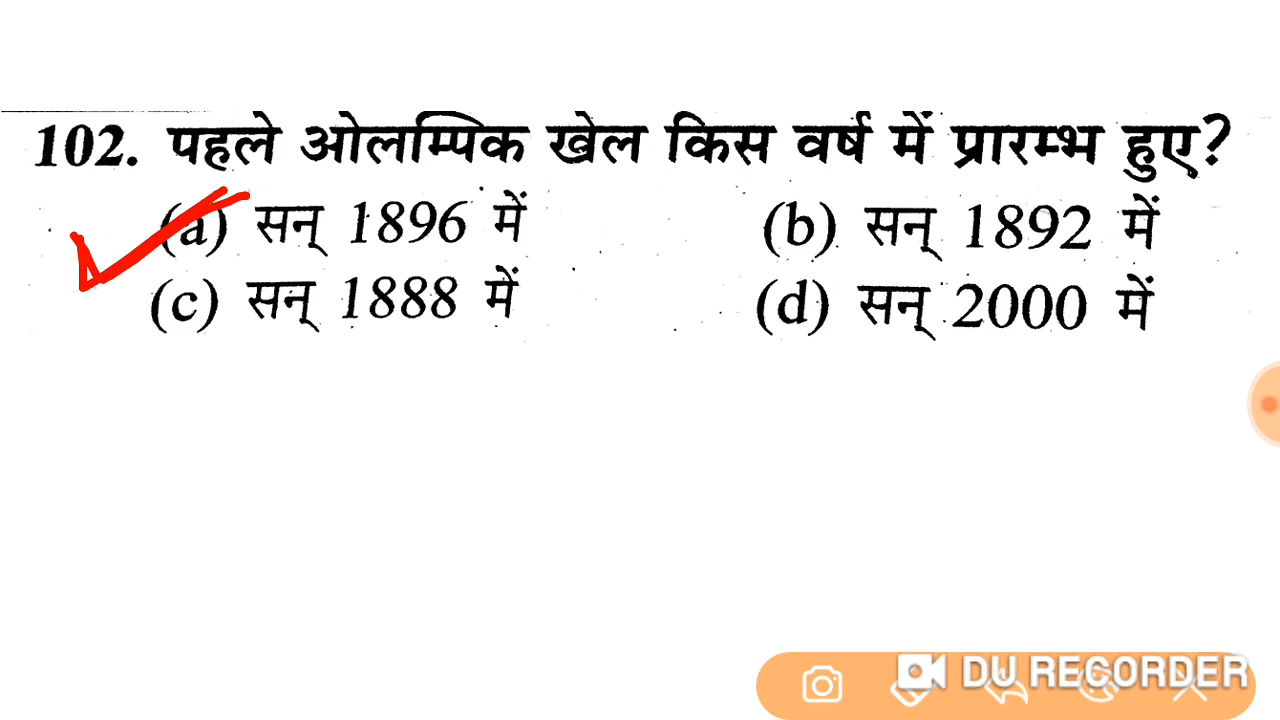 102. पहले ओलम्पिक खेल किस वर्ष में प्रारम्भ हुए?
(a) सन् 1896 में (b) सन् 1892 में
(c) सन् 1888 में (d) सन् 2000 में
DU RECORDER